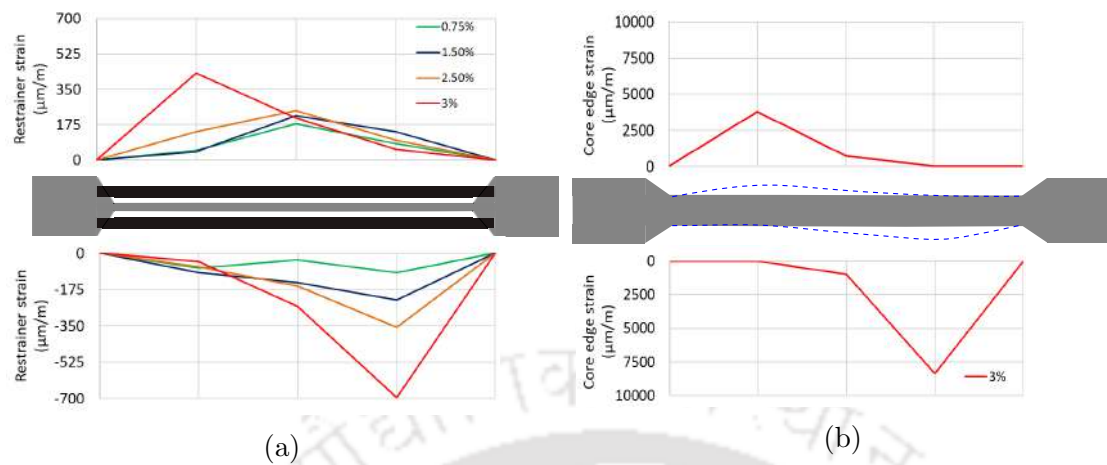 700
525
350
175
0
Restrainer strain
(μm/m)
0.75%
1.50%
2.50%
3%
10000
7500
5000
2500
0
Core edge strain
(μm/m)
0
-175
-350
-525
-700
Restrainer strain
(μm/m)
0
2500
5000
7500
10000
Core edge strain
(μm/m)
3%
(a)
(b)